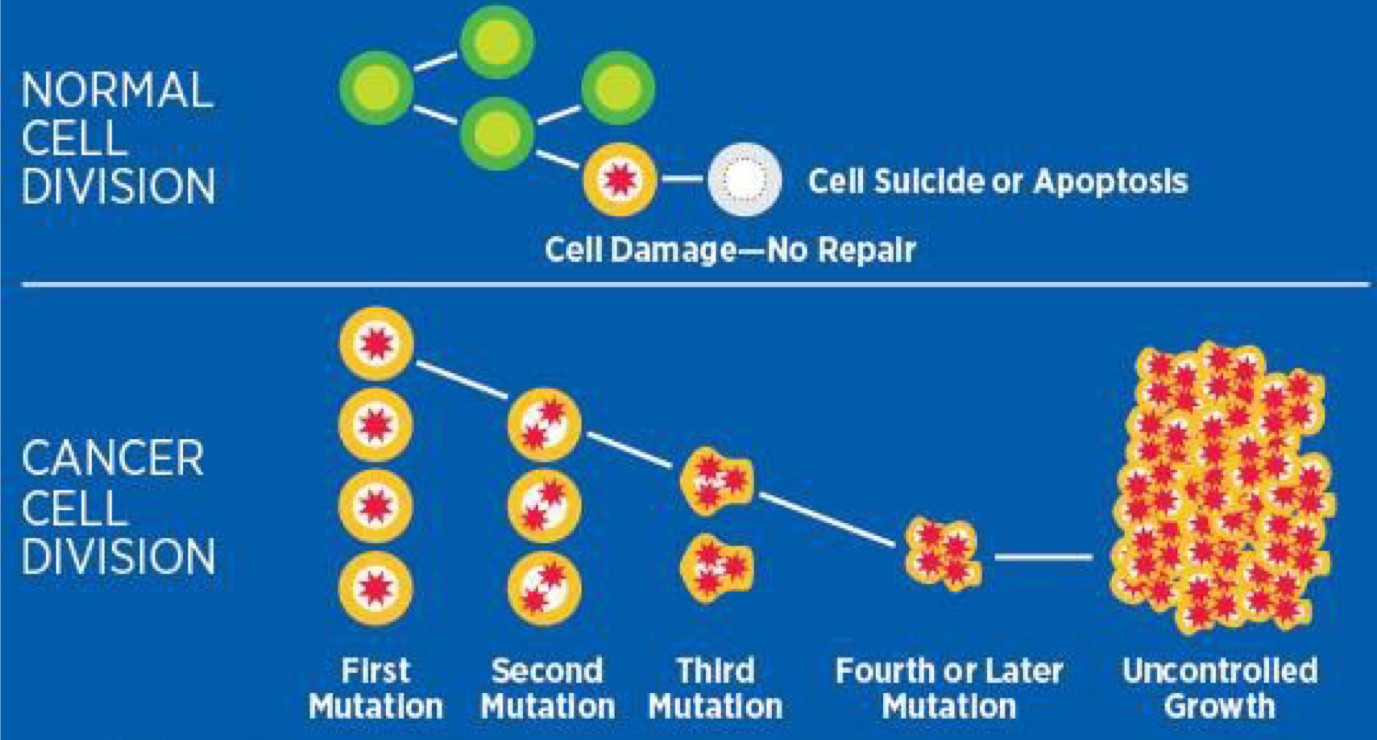 NORMAL
CELL
DIVISION
Cell Suicide or Apoptosis
Cell Damage—No Repair
CANCER
CELL
DIVISION
First
Mutation
Second
Mutation
Third
Mutation
Fourth or Later
Mutation
Uncontrolled
Growth